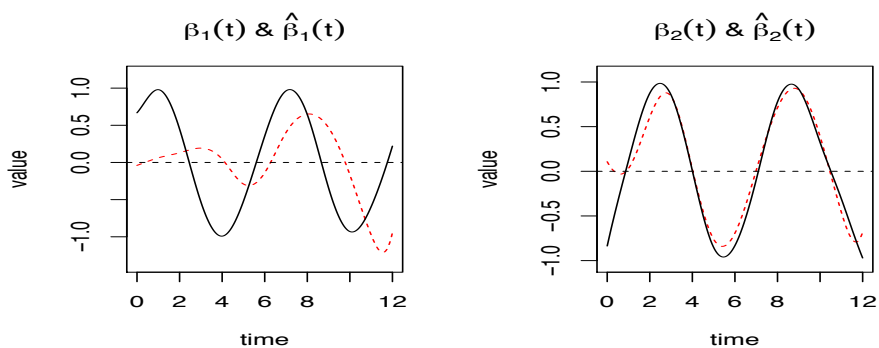 β₁(t) & β̂₁(t)
value
1.0
0.5
0.0
−1.0
0 2 4 6 8 12
time
β₂(t) & β̂₂(t)
value
1.0
0.5
0.0
−0.5
−1.0
0 2 4 6 8 12
time